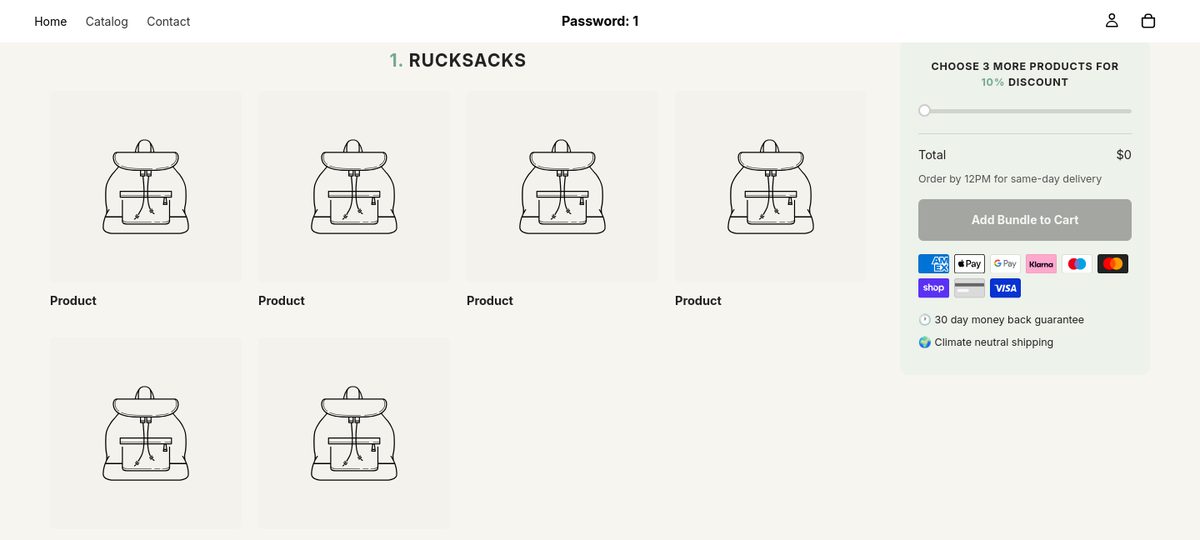 Home Catalog Contact
Password: 1
1. RUCKSACKS
Product
Product
Product
Product
CHOOSE 3 MORE PRODUCTS FOR
10% DISCOUNT
Total $0
Order by 12PM for same-day delivery
Add Bundle to Cart
AMEX Pay G Pay Klarna
shop VISA
30 day money back guarantee
Climate neutral shipping